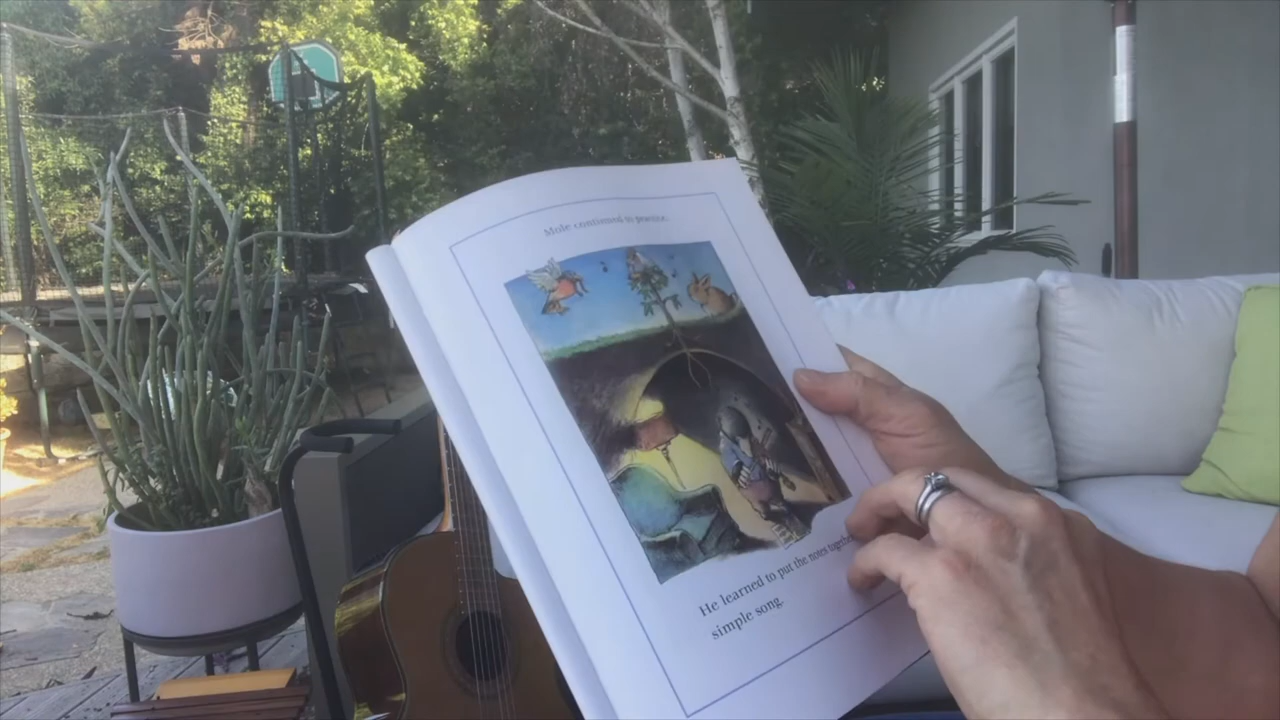 Mole continued to practice.
He learned to put the notes together
simple song.